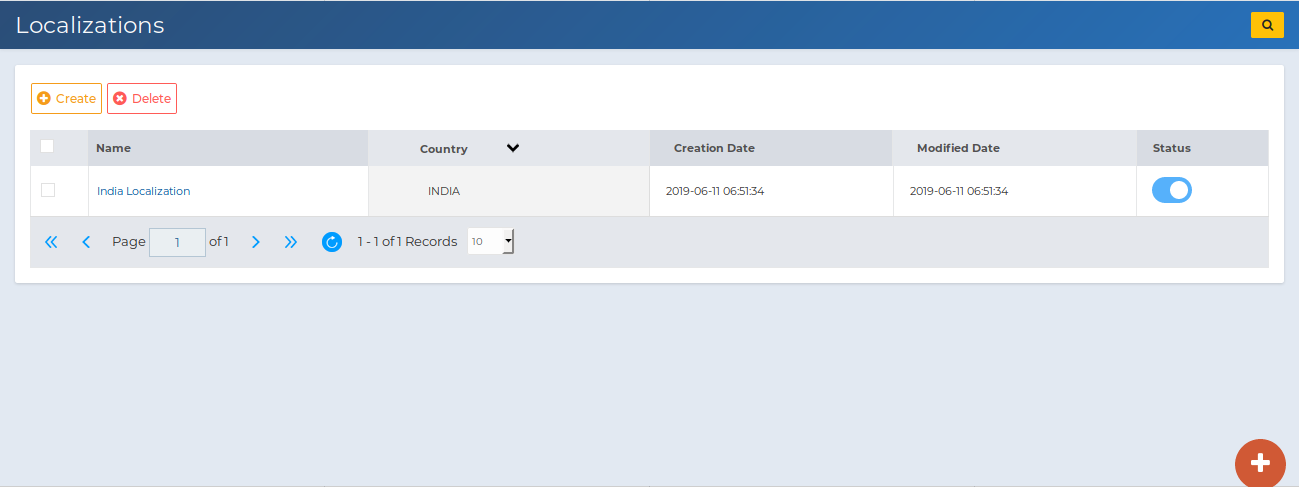 Localizations
Create Delete
Name Country Creation Date Modified Date Status
India Localization INDIA 2019-06-11 06:51:34 2019-06-11 06:51:34
Page 1 of 1 1 - 1 of 1 Records 10